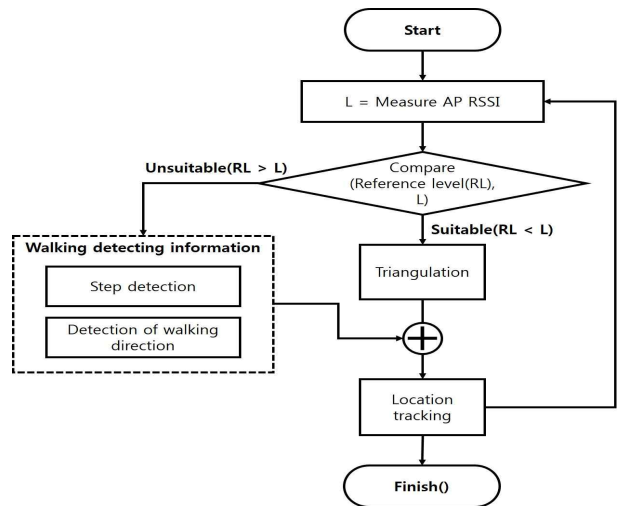 Start
L = Measure AP RSSI
Unsuitable(RL > L)
Compare
(Reference level(RL),
L)
Suitable(RL < L)
Walking detecting information
Step detection
Detection of walking
direction
Triangulation
Location
tracking
Finish()